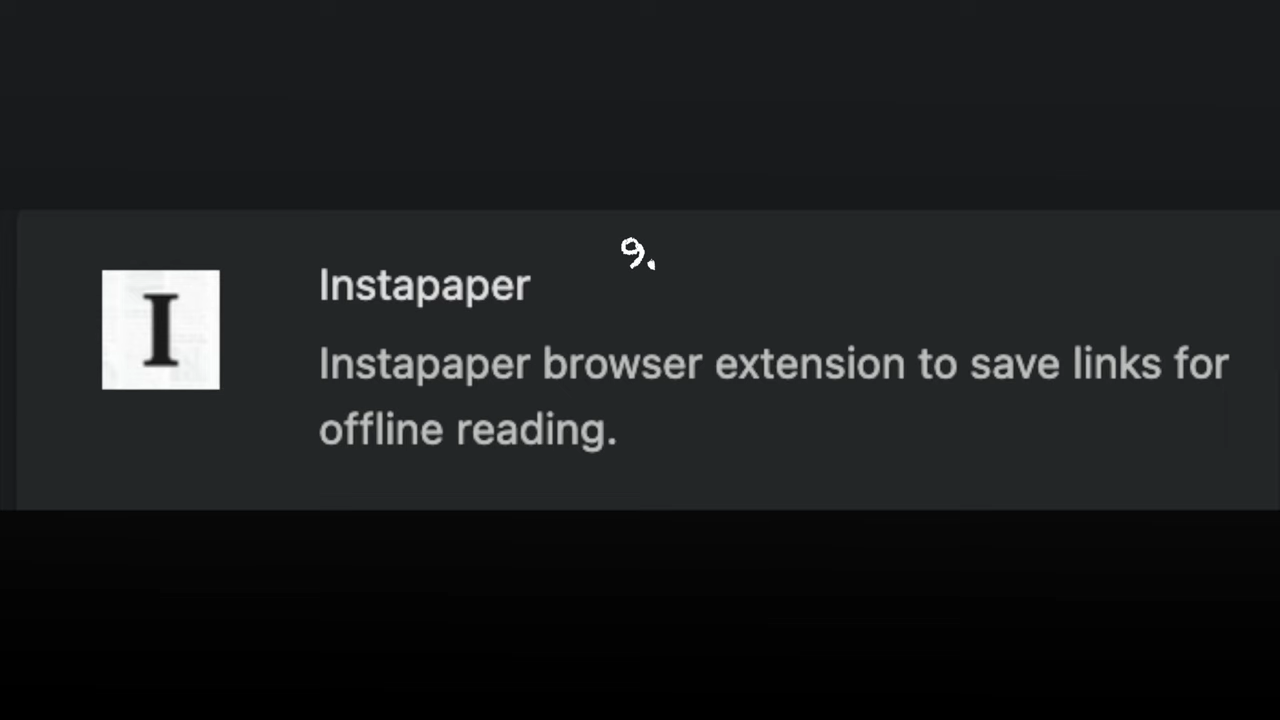 9.
I
Instapaper
Instapaper browser extension to save links for
offline reading.